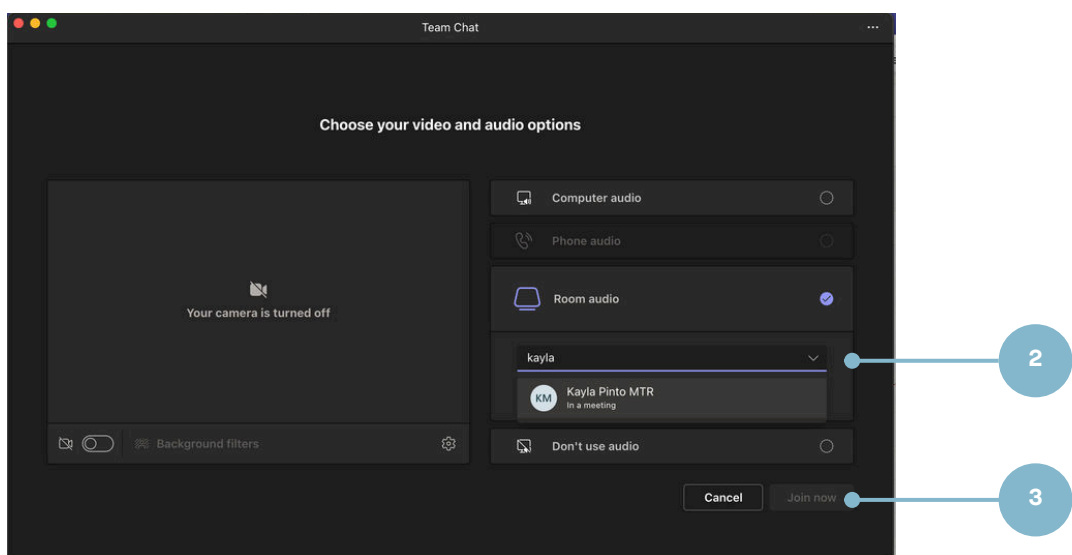 Team Chat
...
Choose your video and audio options
Computer audio
Phone audio
Your camera is turned off
Room audio
kayla
2
KM
Kayla Pinto MTR
In a meeting
Background filters
Don't use audio
Cancel
Join now
3